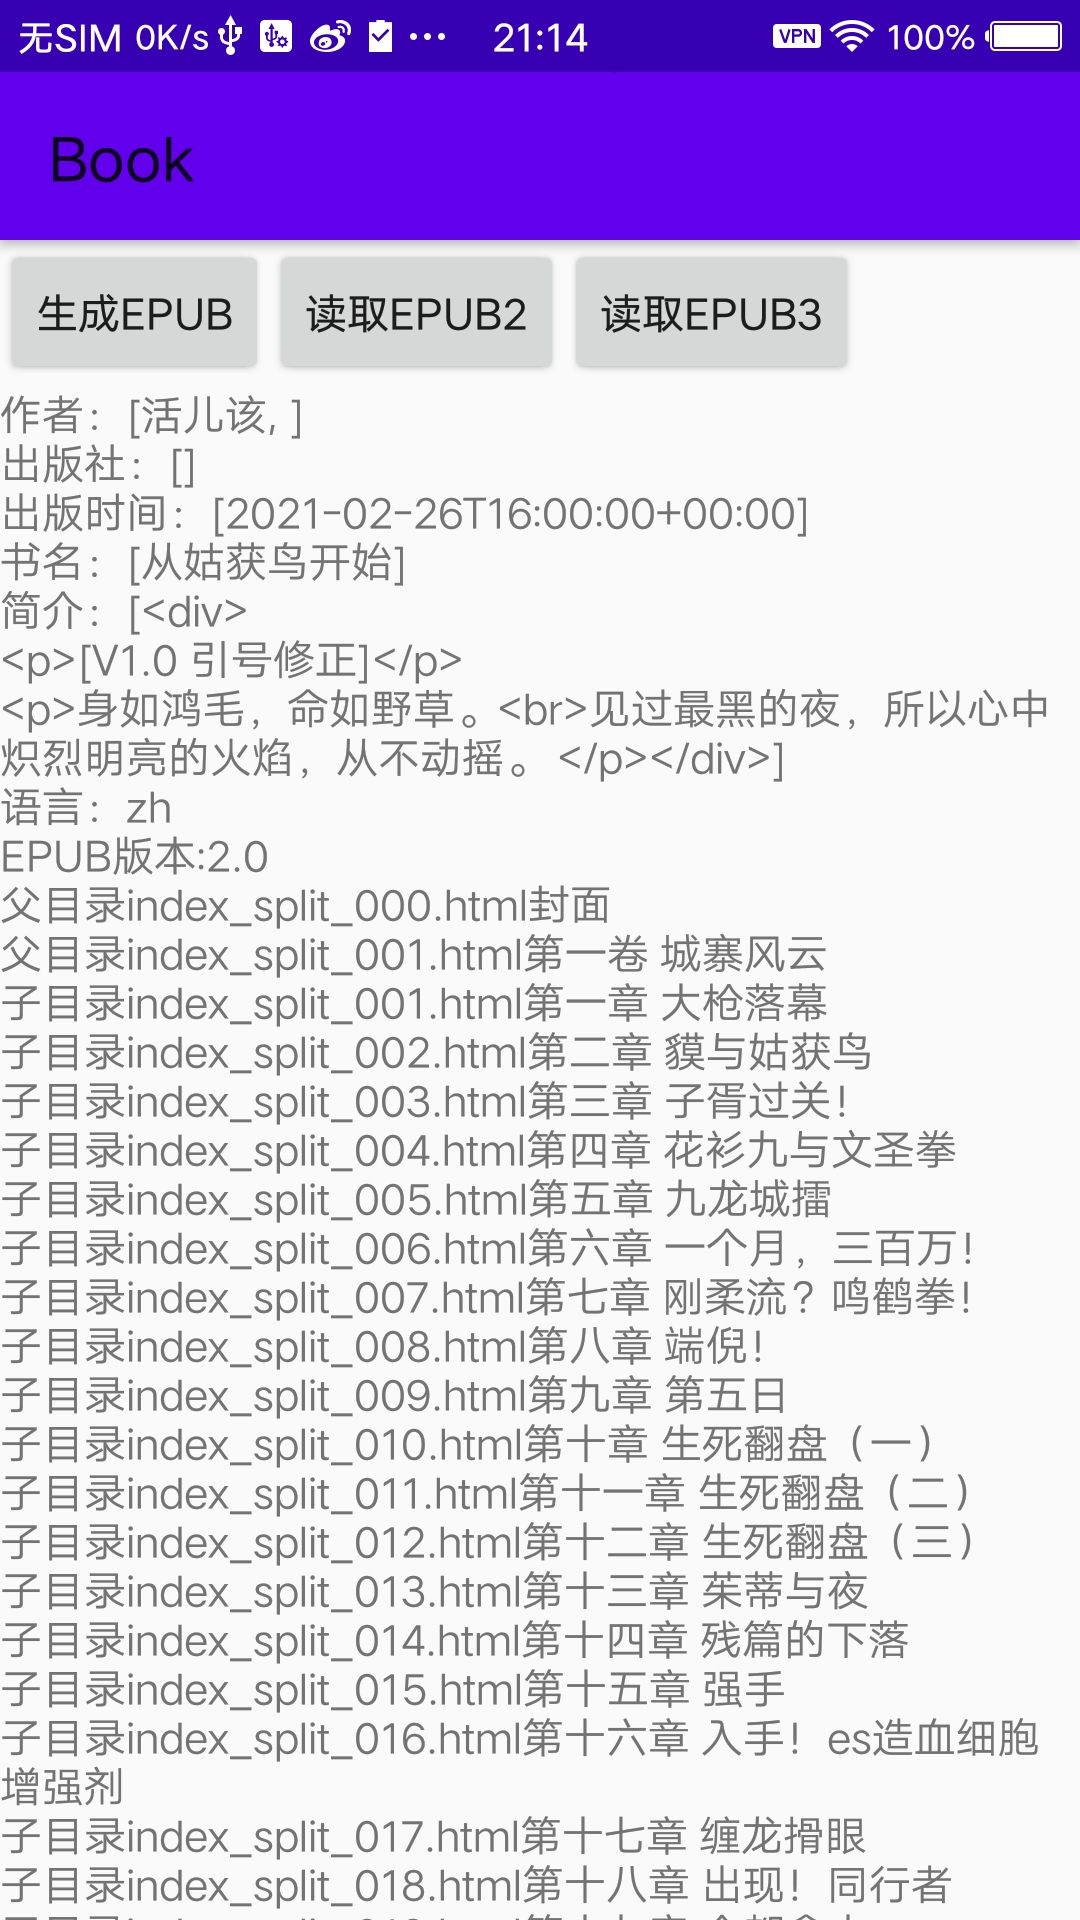 无SIM 0K/s 21:14 VPN 100%
Book
生成EPUB 读取EPUB2 读取EPUB3
作者：[活儿该, ]
出版社：[]
出版时间：[2021-02-26T16:00:00+00:00]
书名：[从姑获鸟开始]
简介：[<div>
<p>[V1.0 引号修正]</p>
<p>身如鸿毛，命如野草。<br>见过最黑的夜，所以心中
炽烈明亮的火焰，从不动摇。</p></div>]
语言：zh
EPUB版本:2.0
父目录index_split_000.html封面
父目录index_split_001.html第一卷 城寨风云
子目录index_split_001.html第一章 大枪落幕
子目录index_split_002.html第二章 貘与姑获鸟
子目录index_split_003.html第三章 子胥过关！
子目录index_split_004.html第四章 花衫九与文圣拳
子目录index_split_005.html第五章 九龙城擂
子目录index_split_006.html第六章 一个月，三百万！
子目录index_split_007.html第七章 刚柔流？鸣鹤拳！
子目录index_split_008.html第八章 端倪！
子目录index_split_009.html第九章 第五日
子目录index_split_010.html第十章 生死翻盘（一）
子目录index_split_011.html第十一章 生死翻盘（二）
子目录index_split_012.html第十二章 生死翻盘（三）
子目录index_split_013.html第十三章 茱蒂与夜
子目录index_split_014.html第十四章 残篇的下落
子目录index_split_015.html第十五章 强手
子目录index_split_016.html第十六章 入手！es造血细胞
增强剂
子目录index_split_017.html第十七章 缠龙搰眼
子目录index_split_018.html第十八章 出现！同行者